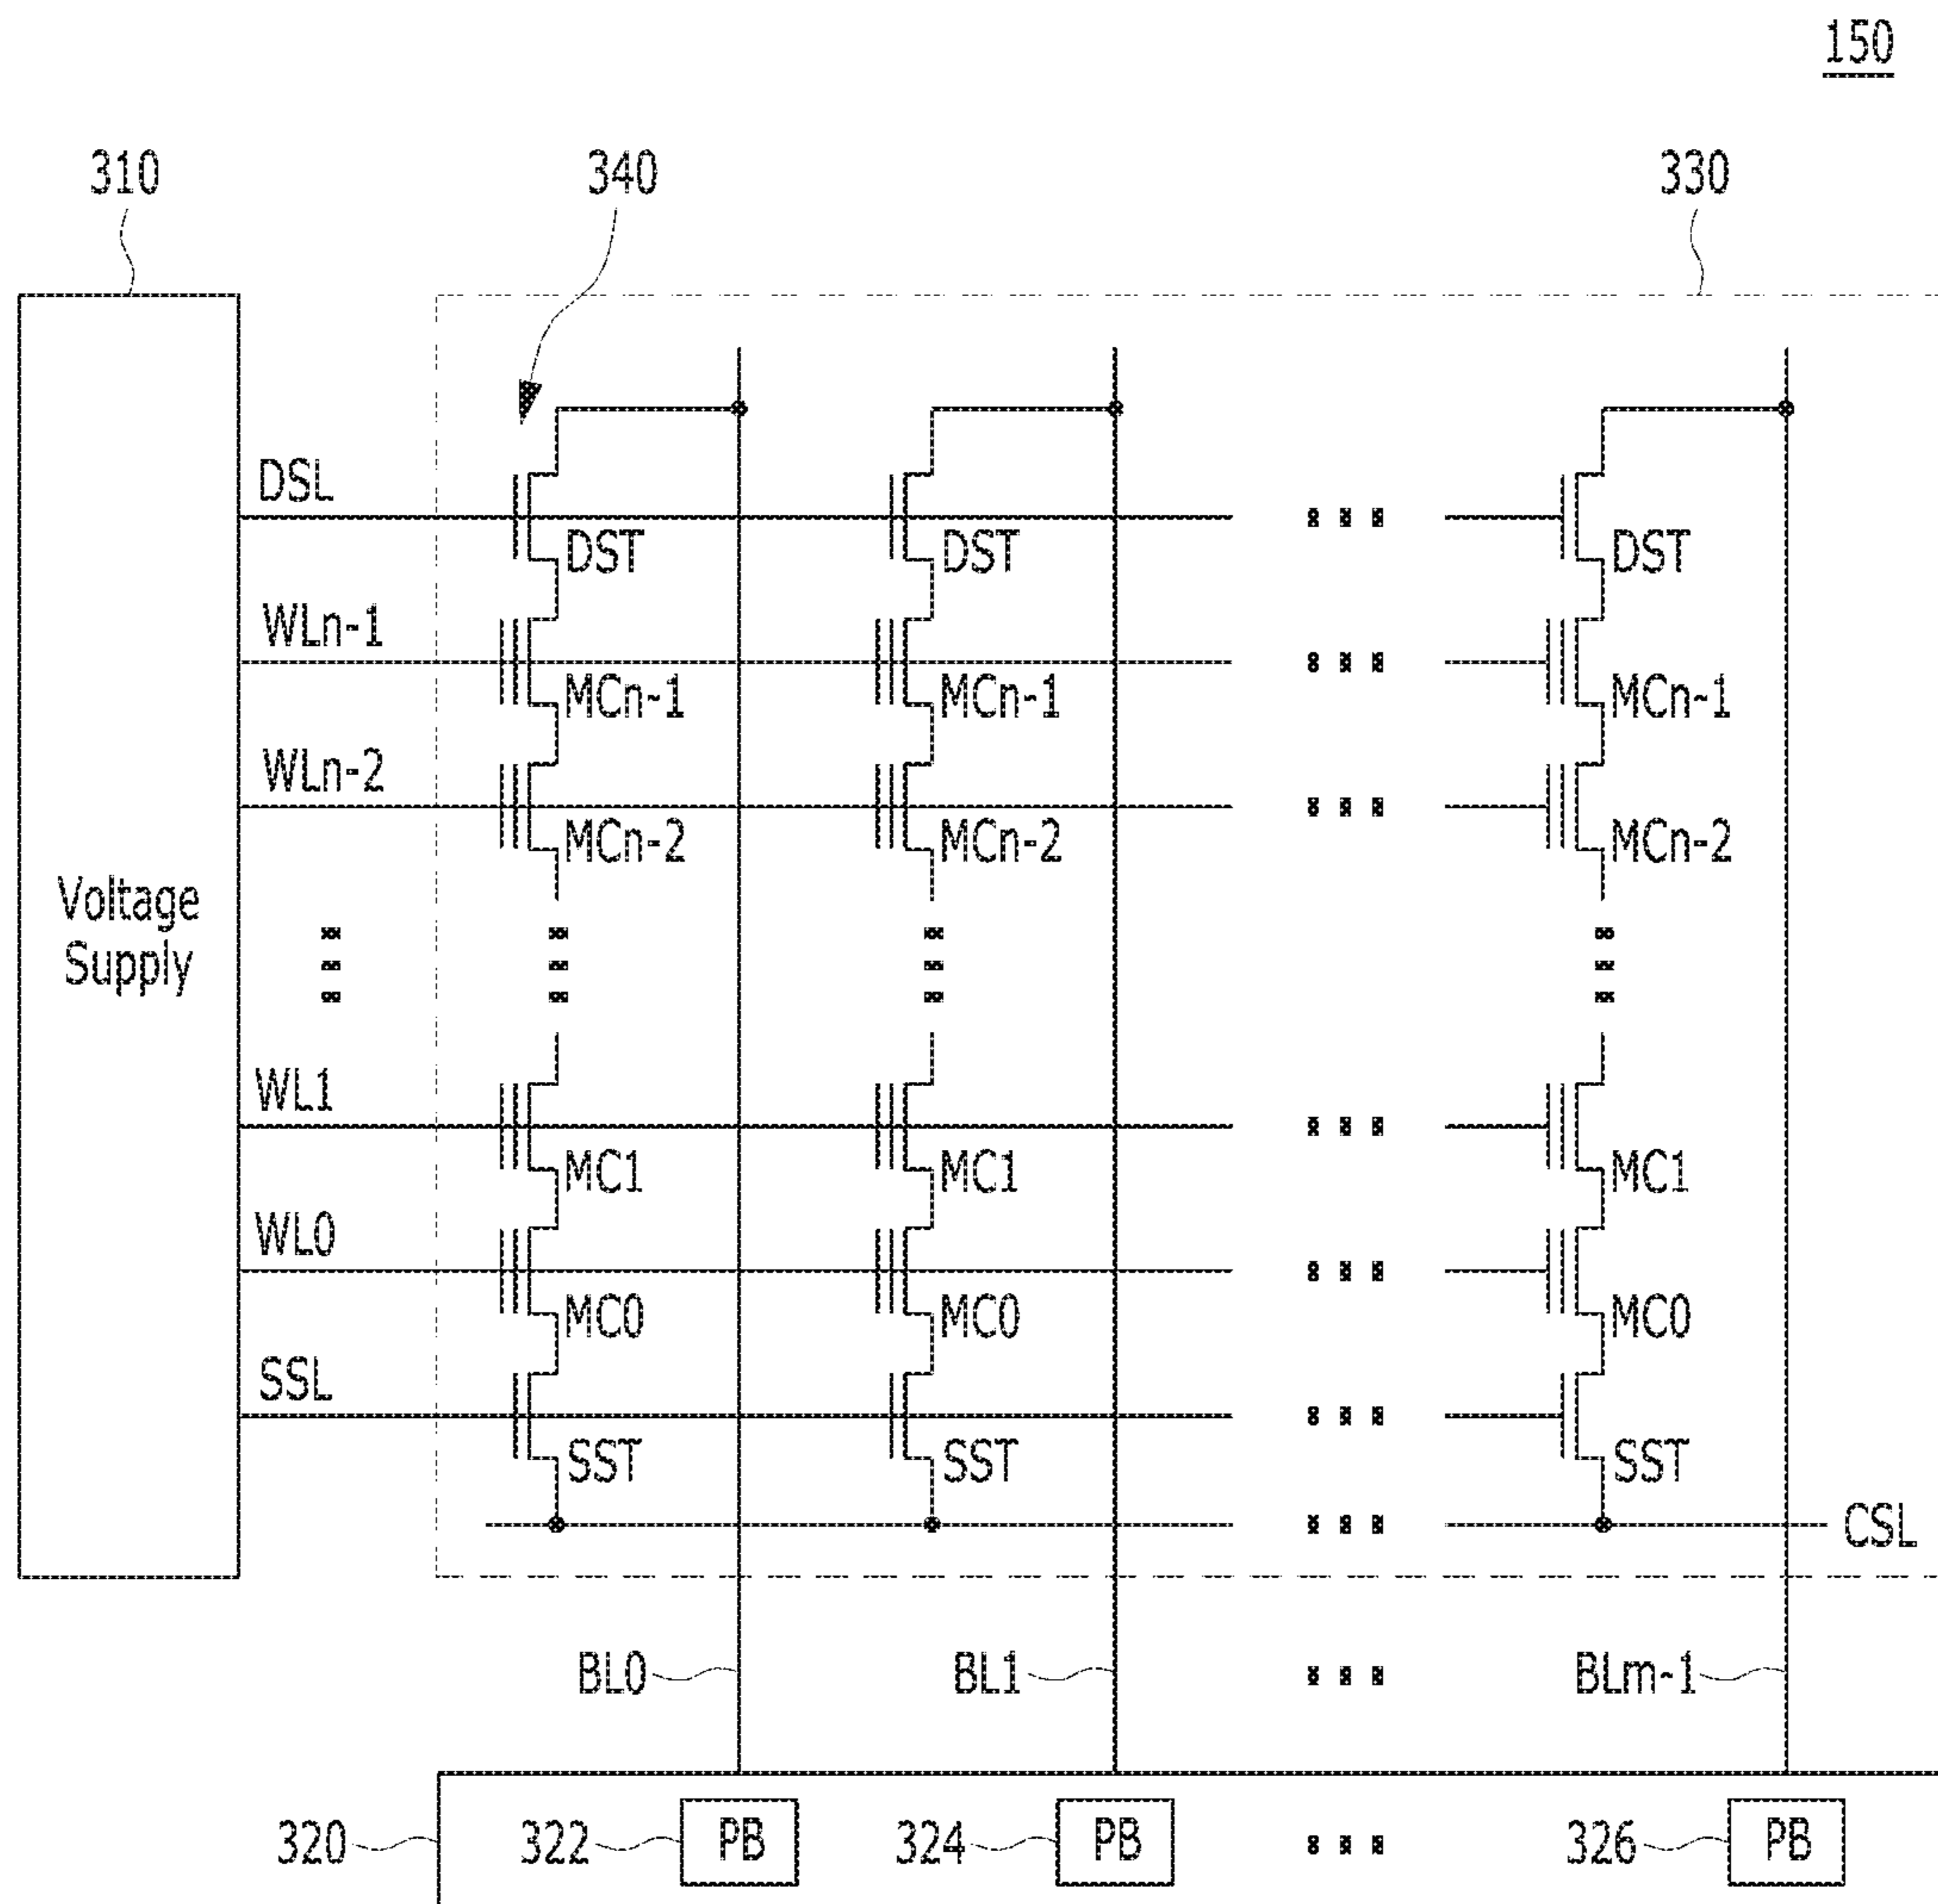 150
310
340
330
DSL
DST DST DST
WLn-1
MCn-1 MCn-1 MCn-1
WLn-2
MCn-2 MCn-2 MCn-2
Voltage
Supply
WL1
MC1 MC1 MC1
WL0
MC0 MC0 MC0
SSL
SST SST SST
CSL
BL0 BL1 BLm-1
320 322 PB 324 PB 326 PB